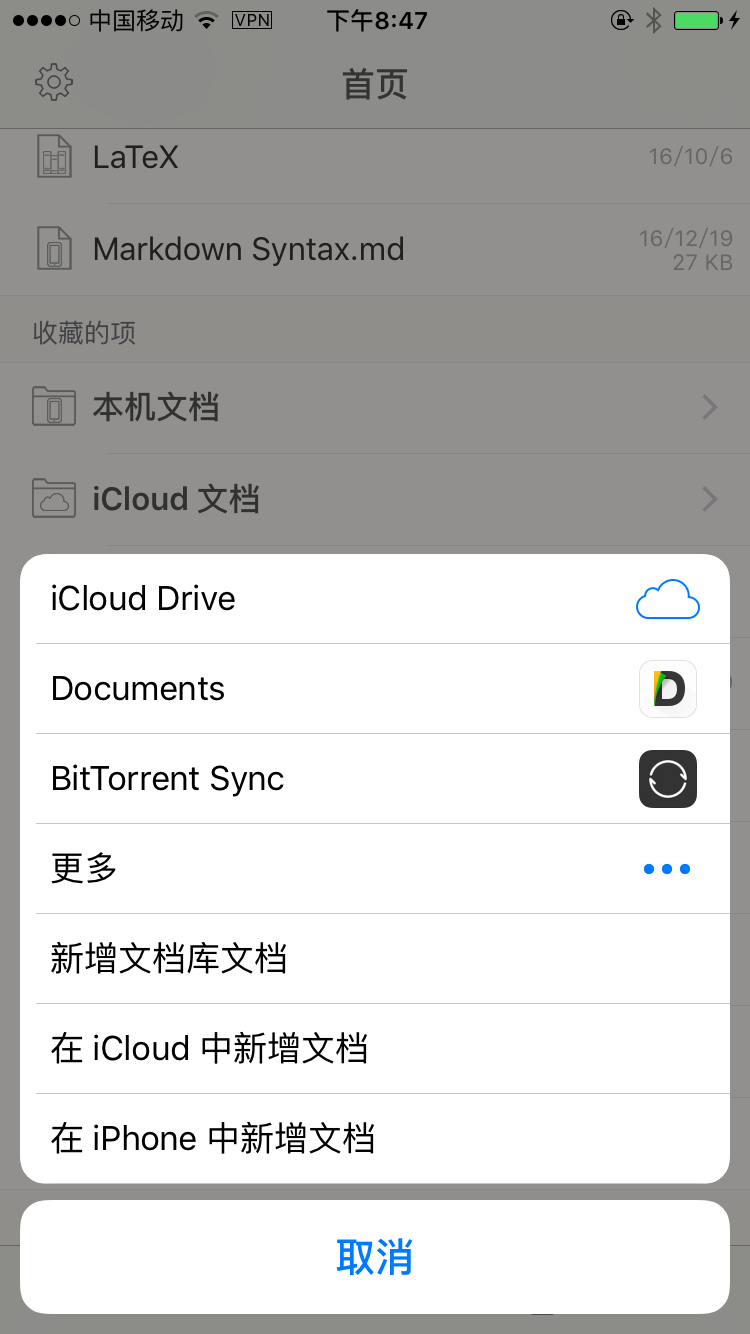 中国移动 VPN 下午8:47
首页
LaTeX 16/10/6
Markdown Syntax.md 16/12/19
27 KB
收藏的项
本机文档
iCloud 文档
iCloud Drive
Documents
BitTorrent Sync
更多
新增文档库文档
在 iCloud 中新增文档
在 iPhone 中新增文档
取消